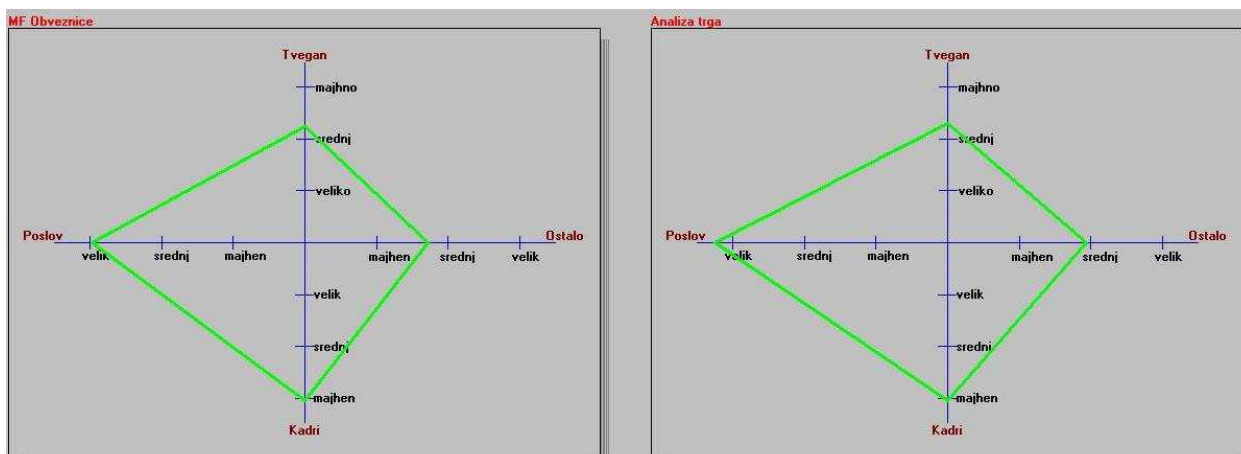 MF Obveznice
Tvegan
majhno
srednj
veliko
Poslov
Ostalo
velik
srednj
majhen
majhen
srednj
velik
velik
srednj
majhen
Kadri
Analiza trga
Tvegan
majhno
srednj
veliko
Poslov
Ostalo
velik
srednj
majhen
majhen
srednj
velik
velik
srednj
majhen
Kadri